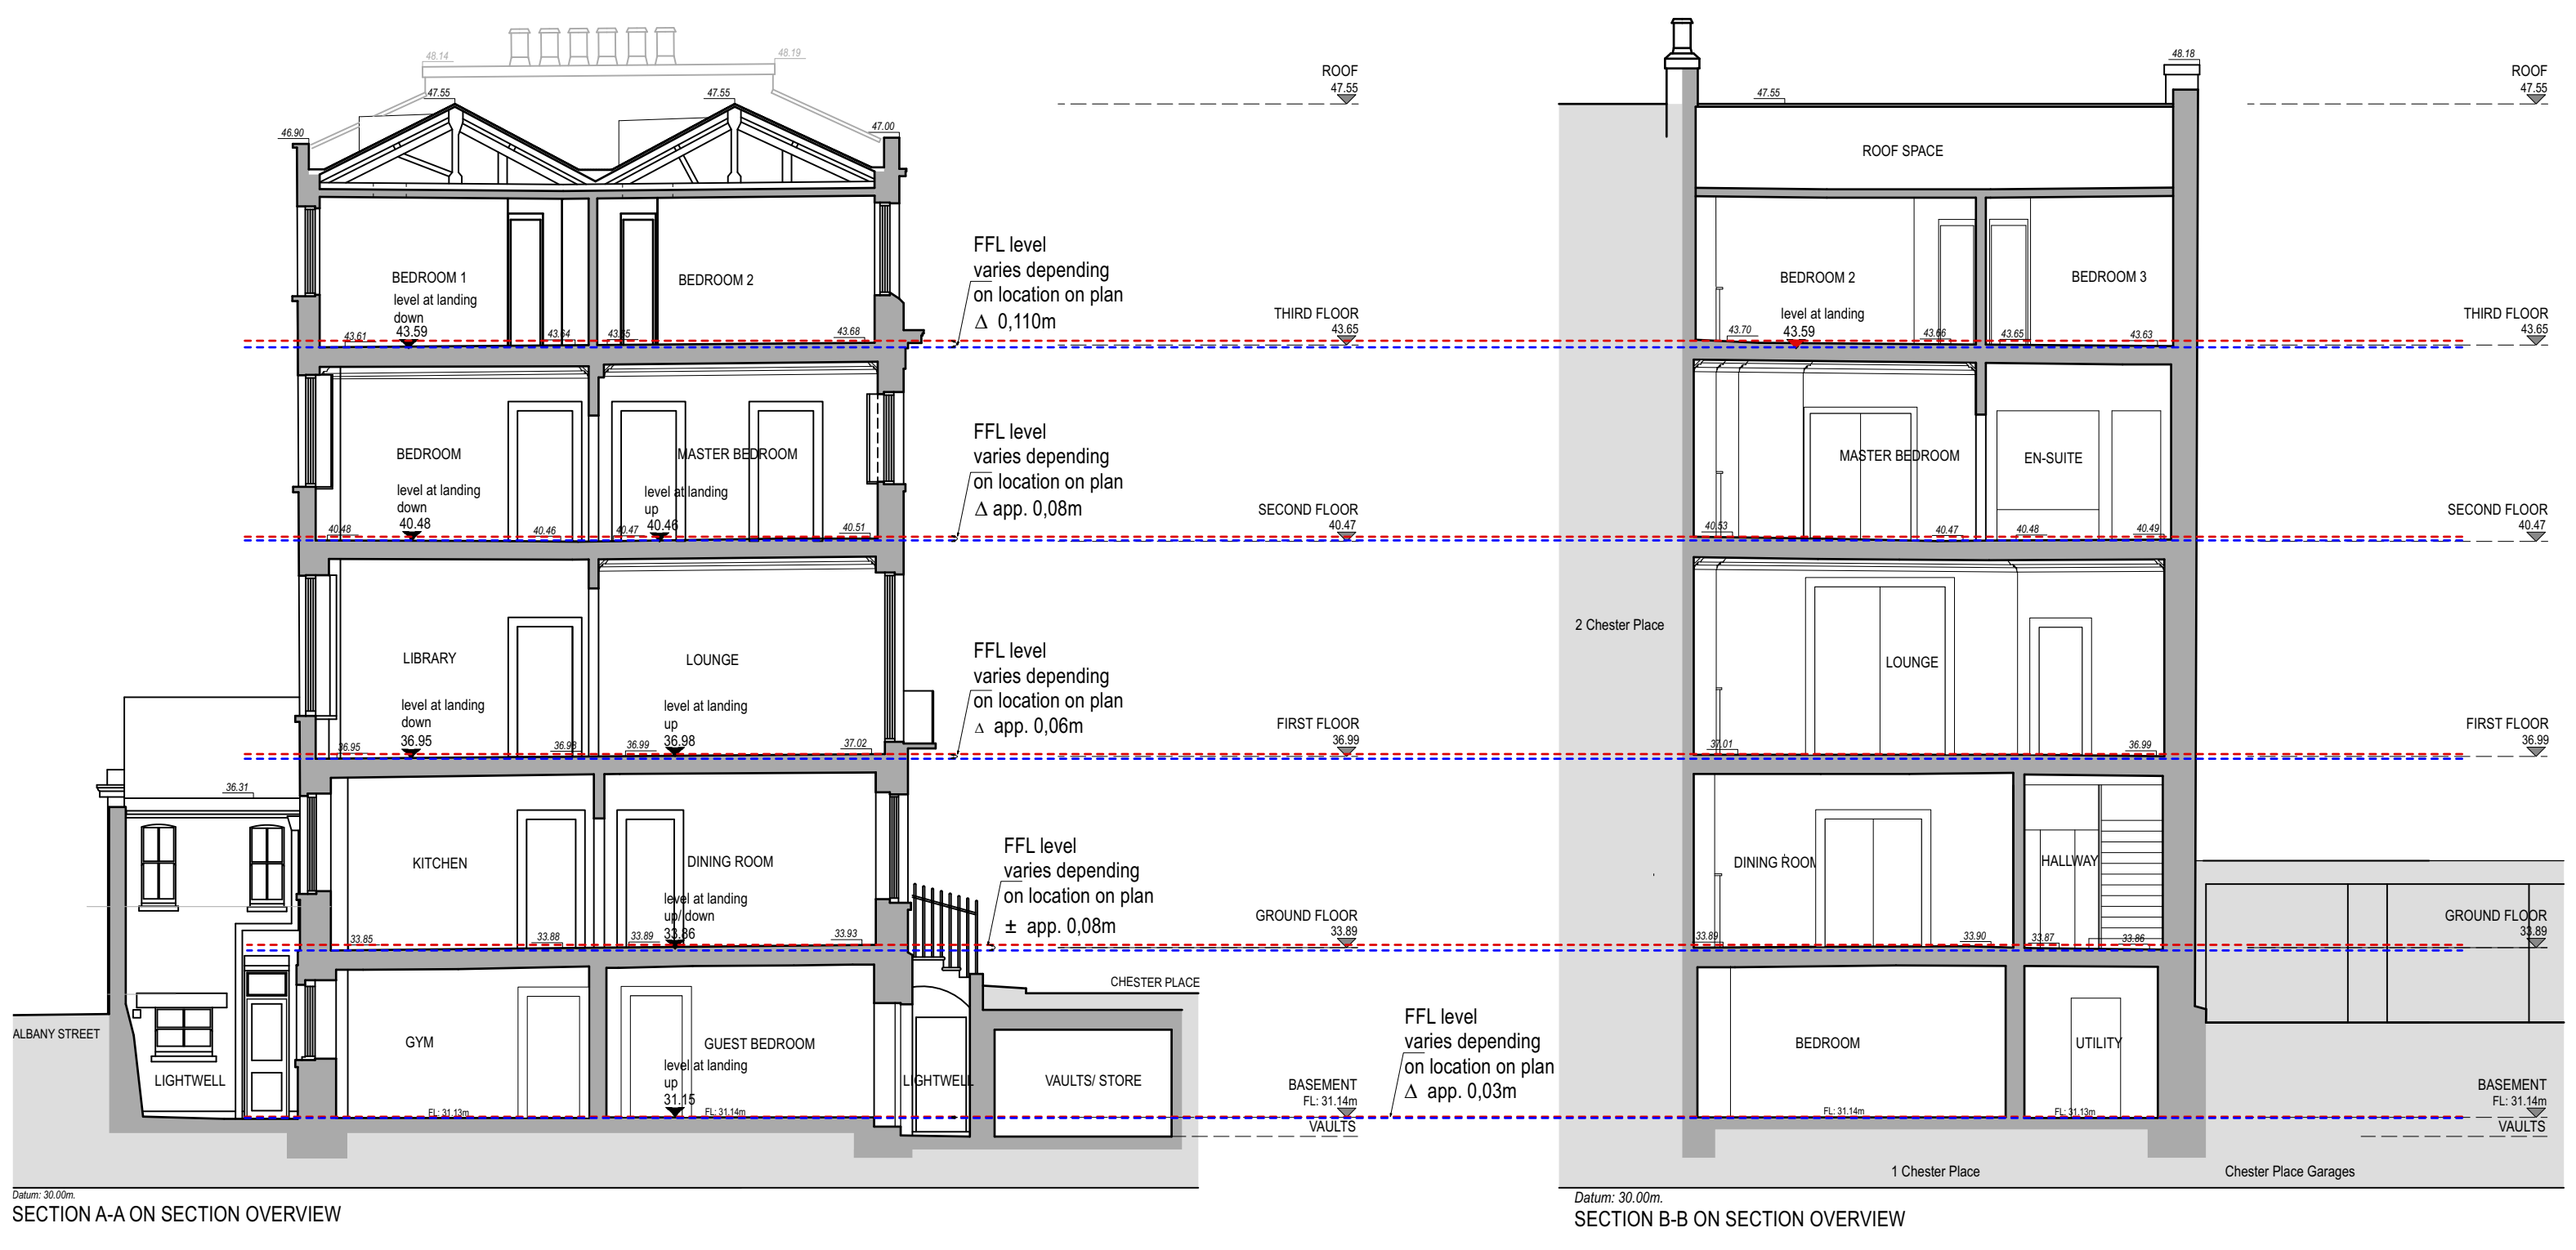 48.14
48.19
47.55
47.55
46.90
47.00
BEDROOM 1
level at landing
down
43.59
43.61
43.64
BEDROOM 2
43.65
43.68
FFL level
varies depending
on location on plan
Δ 0,110m
BEDROOM
level at landing
down
40.48
40.48
40.46
MASTER BEDROOM
level at landing
up
40.46
40.47
40.51
FFL level
varies depending
on location on plan
Δ app. 0,08m
LIBRARY
level at landing
down
36.95
36.95
36.98
LOUNGE
level at landing
up
36.98
36.99
37.02
FFL level
varies depending
on location on plan
Δ app. 0,06m
36.31
KITCHEN
33.85
33.88
DINING ROOM
level at landing
up/ down
33.86
33.89
33.93
FFL level
varies depending
on location on plan
± app. 0,08m
ALBANY STREET
LIGHTWELL
GYM
FL: 31.13m
GUEST BEDROOM
level at landing
up
31.15
FL: 31.14m
LIGHTWELL
VAULTS/ STORE
CHESTER PLACE
FFL level
varies depending
on location on plan
Δ app. 0,03m
ROOF
47.55
THIRD FLOOR
43.65
SECOND FLOOR
40.47
FIRST FLOOR
36.99
GROUND FLOOR
33.89
BASEMENT
FL: 31.14m
VAULTS
Datum: 30.00m.
SECTION A-A ON SECTION OVERVIEW
48.18
47.55
ROOF SPACE
BEDROOM 2
level at landing
43.59
43.70
43.66
BEDROOM 3
43.65
43.63
MASTER BEDROOM
40.53
40.47
EN-SUITE
40.48
40.49
2 Chester Place
LOUNGE
37.01
36.99
DINING ROOM
33.89
33.90
HALLWAY
33.87
33.86
BEDROOM
FL: 31.14m
UTILITY
FL: 31.13m
1 Chester Place
Chester Place Garages
ROOF
47.55
THIRD FLOOR
43.65
SECOND FLOOR
40.47
FIRST FLOOR
36.99
GROUND FLOOR
33.89
BASEMENT
FL: 31.14m
VAULTS
Datum: 30.00m.
SECTION B-B ON SECTION OVERVIEW